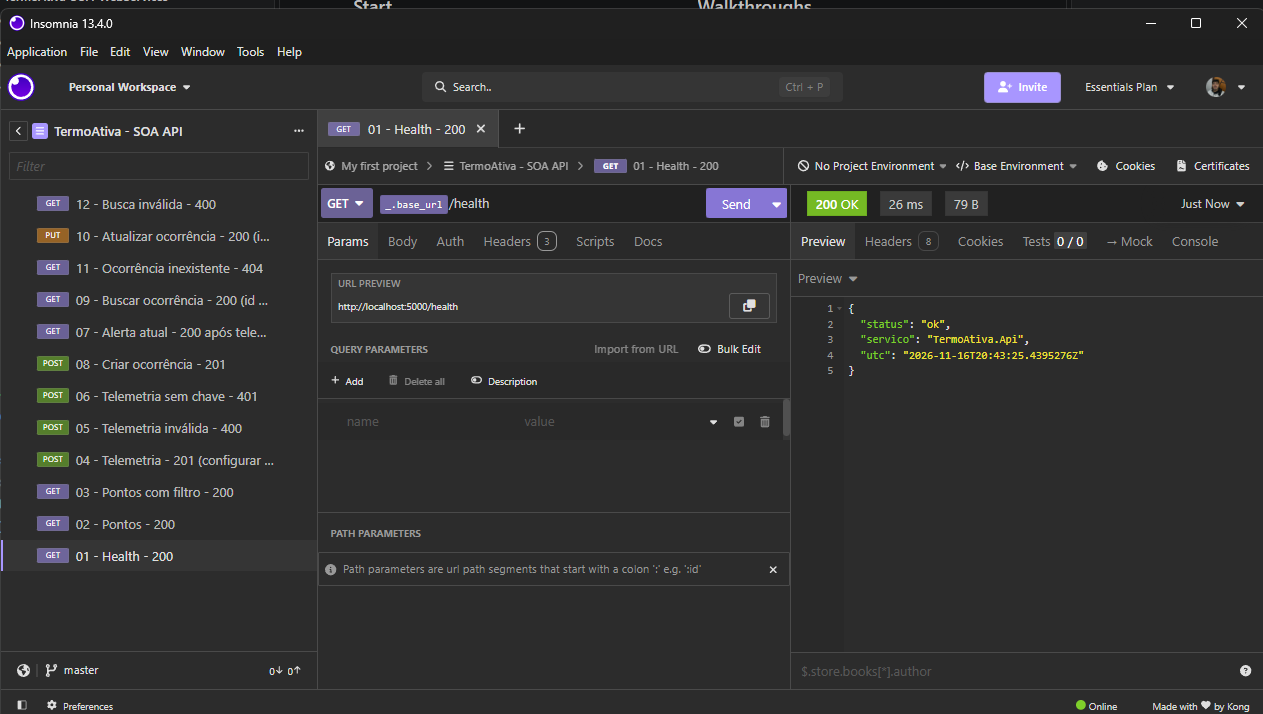 Start
Walkthroughs
Insomnia 13.4.0
Application File Edit View Window Tools Help
Personal Workspace
Search..
Ctrl + P
Invite
Essentials Plan
TermoAtiva - SOA API
GET 01 - Health - 200
Filter
My first project
TermoAtiva - SOA API
GET 01 - Health - 200
No Project Environment
</> Base Environment
Cookies
Certificates
GET 12 - Busca inválida - 400
PUT 10 - Atualizar ocorrência - 200 (i...
GET 11 - Ocorrência inexistente - 404
GET 09 - Buscar ocorrência - 200 (id ...
GET 07 - Alerta atual - 200 após tele...
POST 08 - Criar ocorrência - 201
POST 06 - Telemetria sem chave - 401
POST 05 - Telemetria inválida - 400
POST 04 - Telemetria - 201 (configurar ...
GET 03 - Pontos com filtro - 200
GET 02 - Pontos - 200
GET 01 - Health - 200
master
0↓ 0↑
GET
_.base_url/health
Send
Params Body Auth Headers 3 Scripts Docs
URL PREVIEW
http://localhost:5000/health
QUERY PARAMETERS
Import from URL
Bulk Edit
+ Add
Delete all
Description
name value
PATH PARAMETERS
Path parameters are url path segments that start with a colon ':' e.g. ':id'
200 OK
26 ms
79 B
Just Now
Preview Headers 8 Cookies Tests 0 / 0 → Mock Console
Preview
1 {
2 "status": "ok",
3 "servico": "TermoAtiva.Api",
4 "utc": "2026-11-16T20:43:25.4395276Z"
5 }
$.store.books[*].author
Preferences
Online
Made with ♥ by Kong